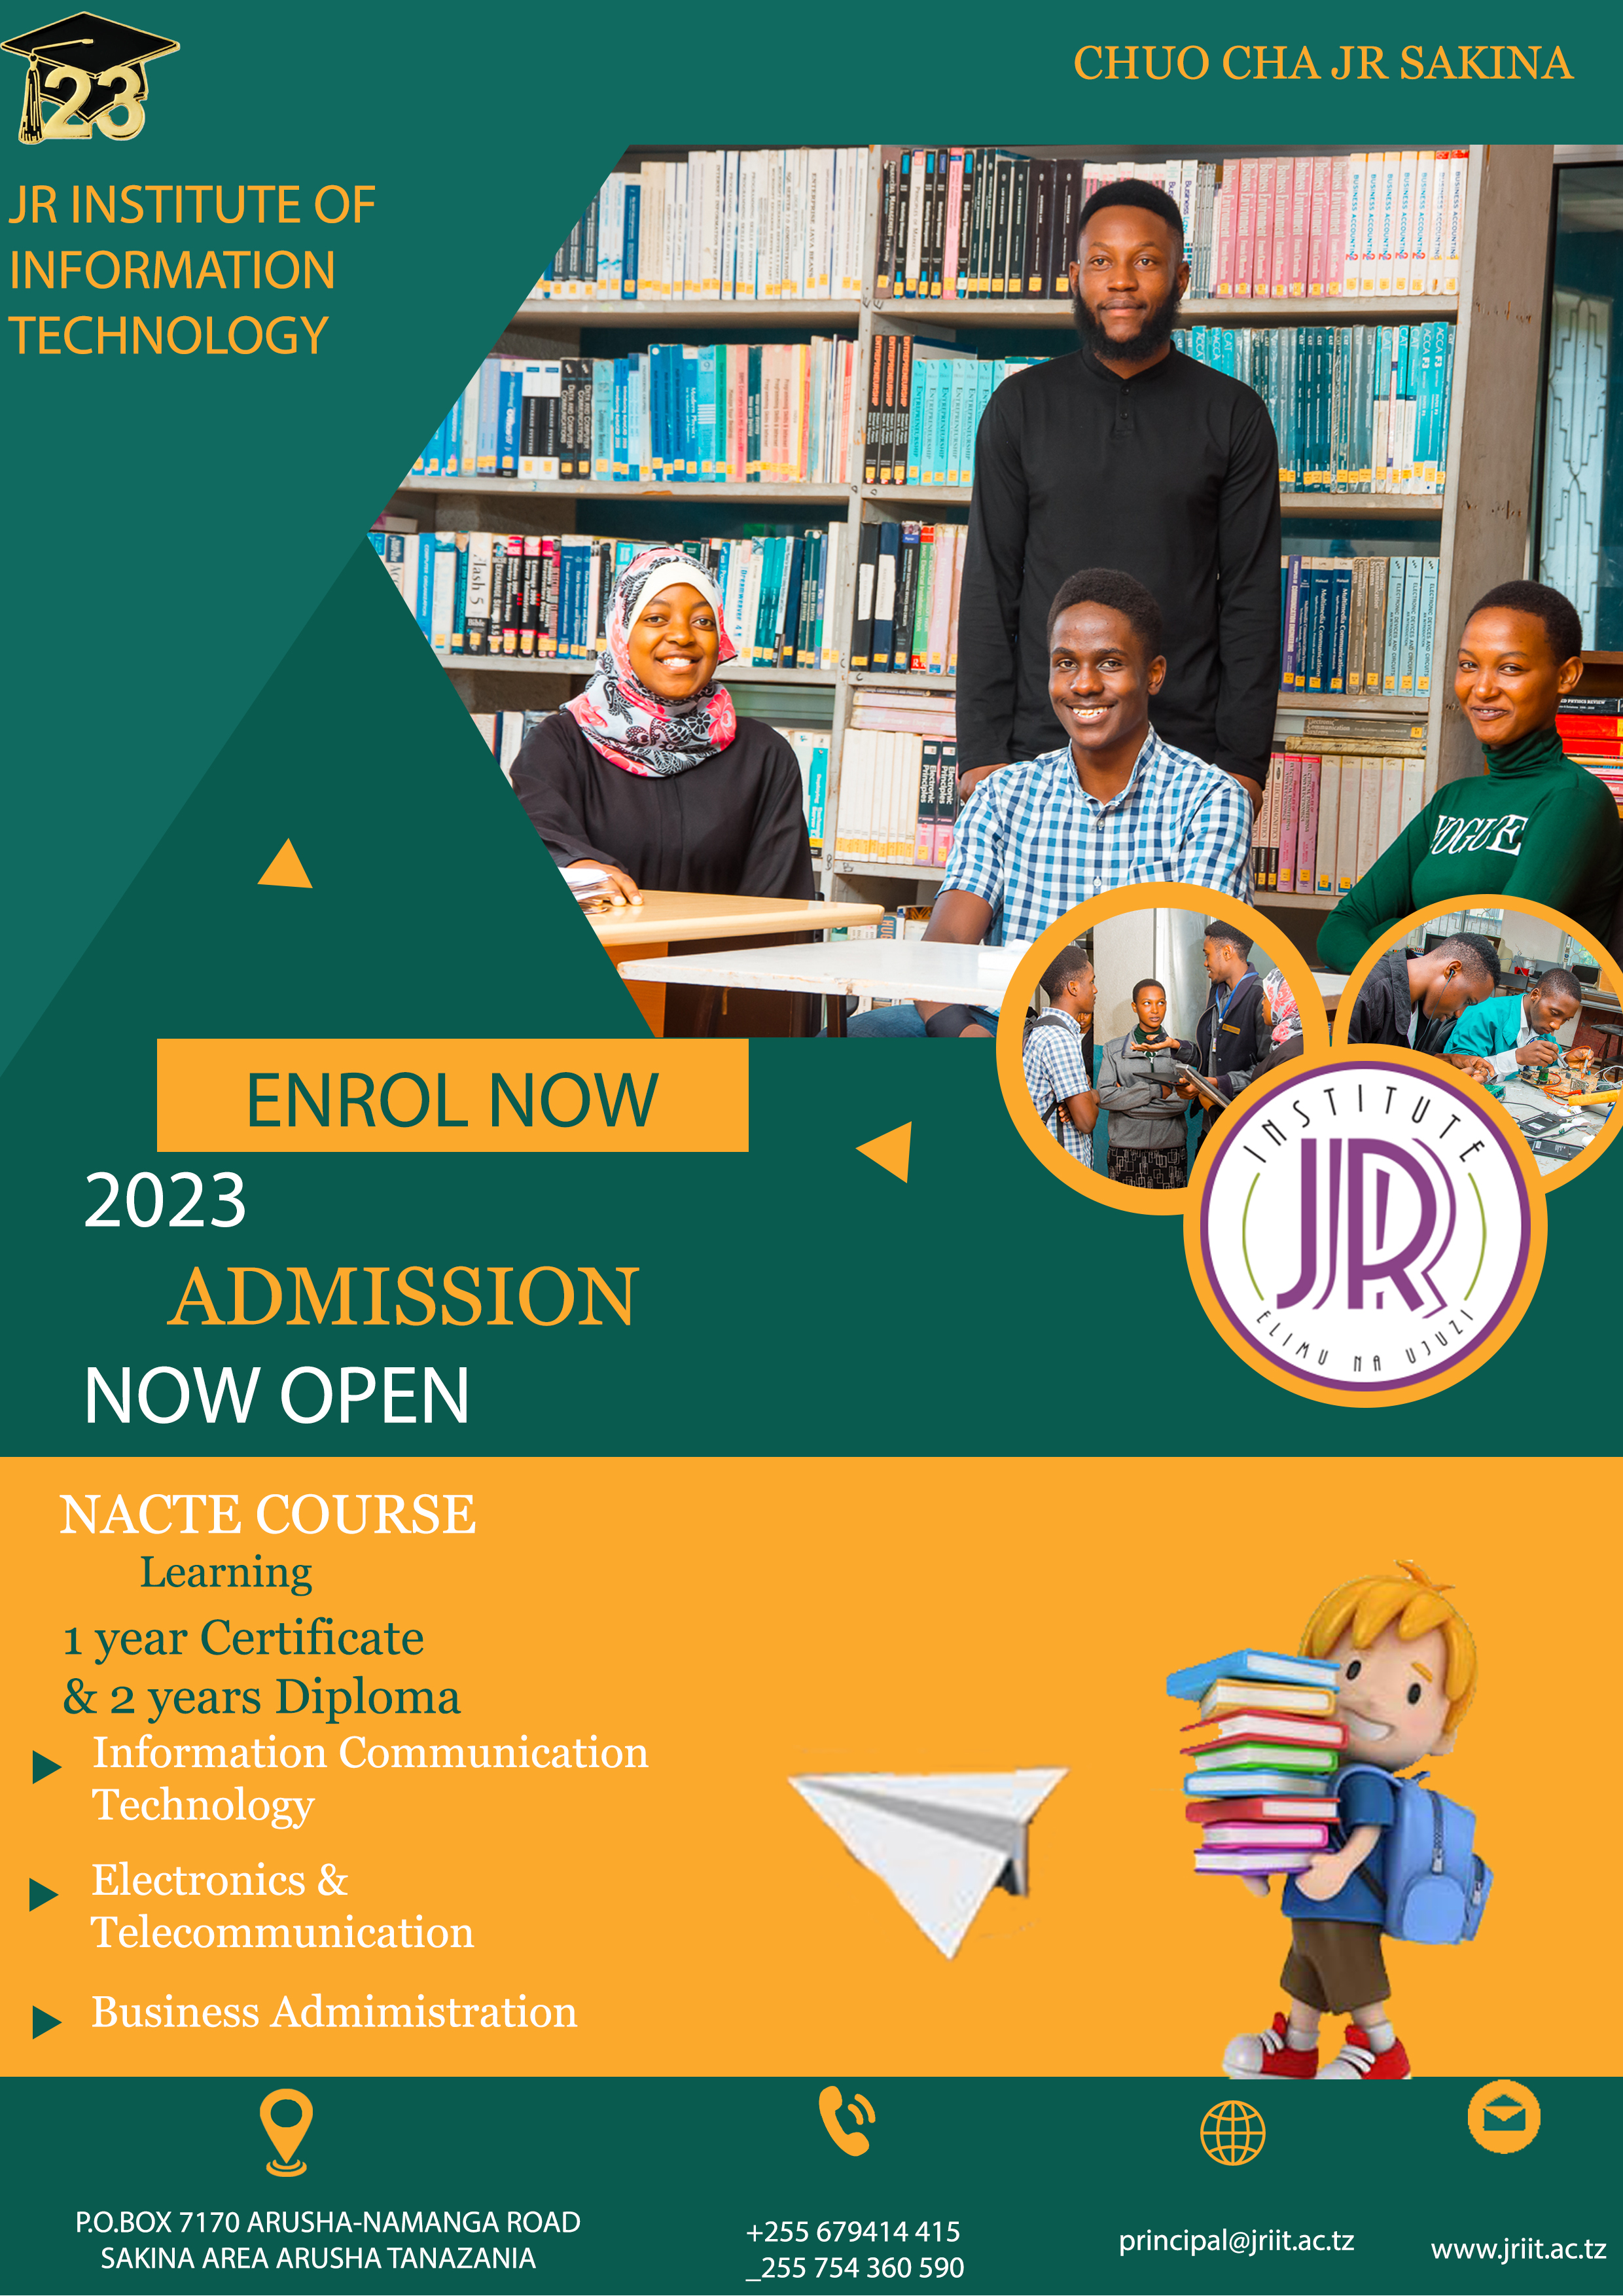 23
CHUO CHA JR SAKINA
JR INSTITUTE OF
INFORMATION
TECHNOLOGY
VOGUE
ENROL NOW
2023
ADMISSION
NOW OPEN
INSTITUTE
JR
ELIMU NA UJUZI
NACTE COURSE
Learning
1 year Certificate
& 2 years Diploma
Information Communication
Technology
Electronics &
Telecommunication
Business Admimistration
P.O.BOX 7170 ARUSHA-NAMANGA ROAD
SAKINA AREA ARUSHA TANAZANIA
+255 679414 415
_255 754 360 590
principal@jriit.ac.tz
www.jriit.ac.tz